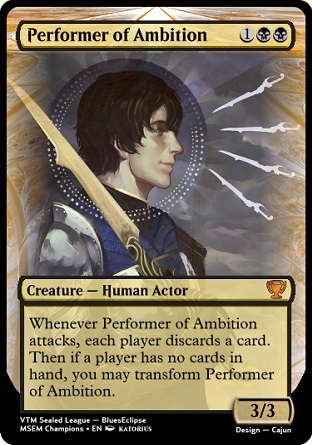 Performer of Ambition 1
Creature — Human Actor
Whenever Performer of Ambition
attacks, each player discards a card.
Then if a player has no cards in
hand, you may transform Performer
of Ambition.
3/3
VTM Sealed League — BluesEclipse
MSEM Champions • EN KATORIUS
Design — Cajun